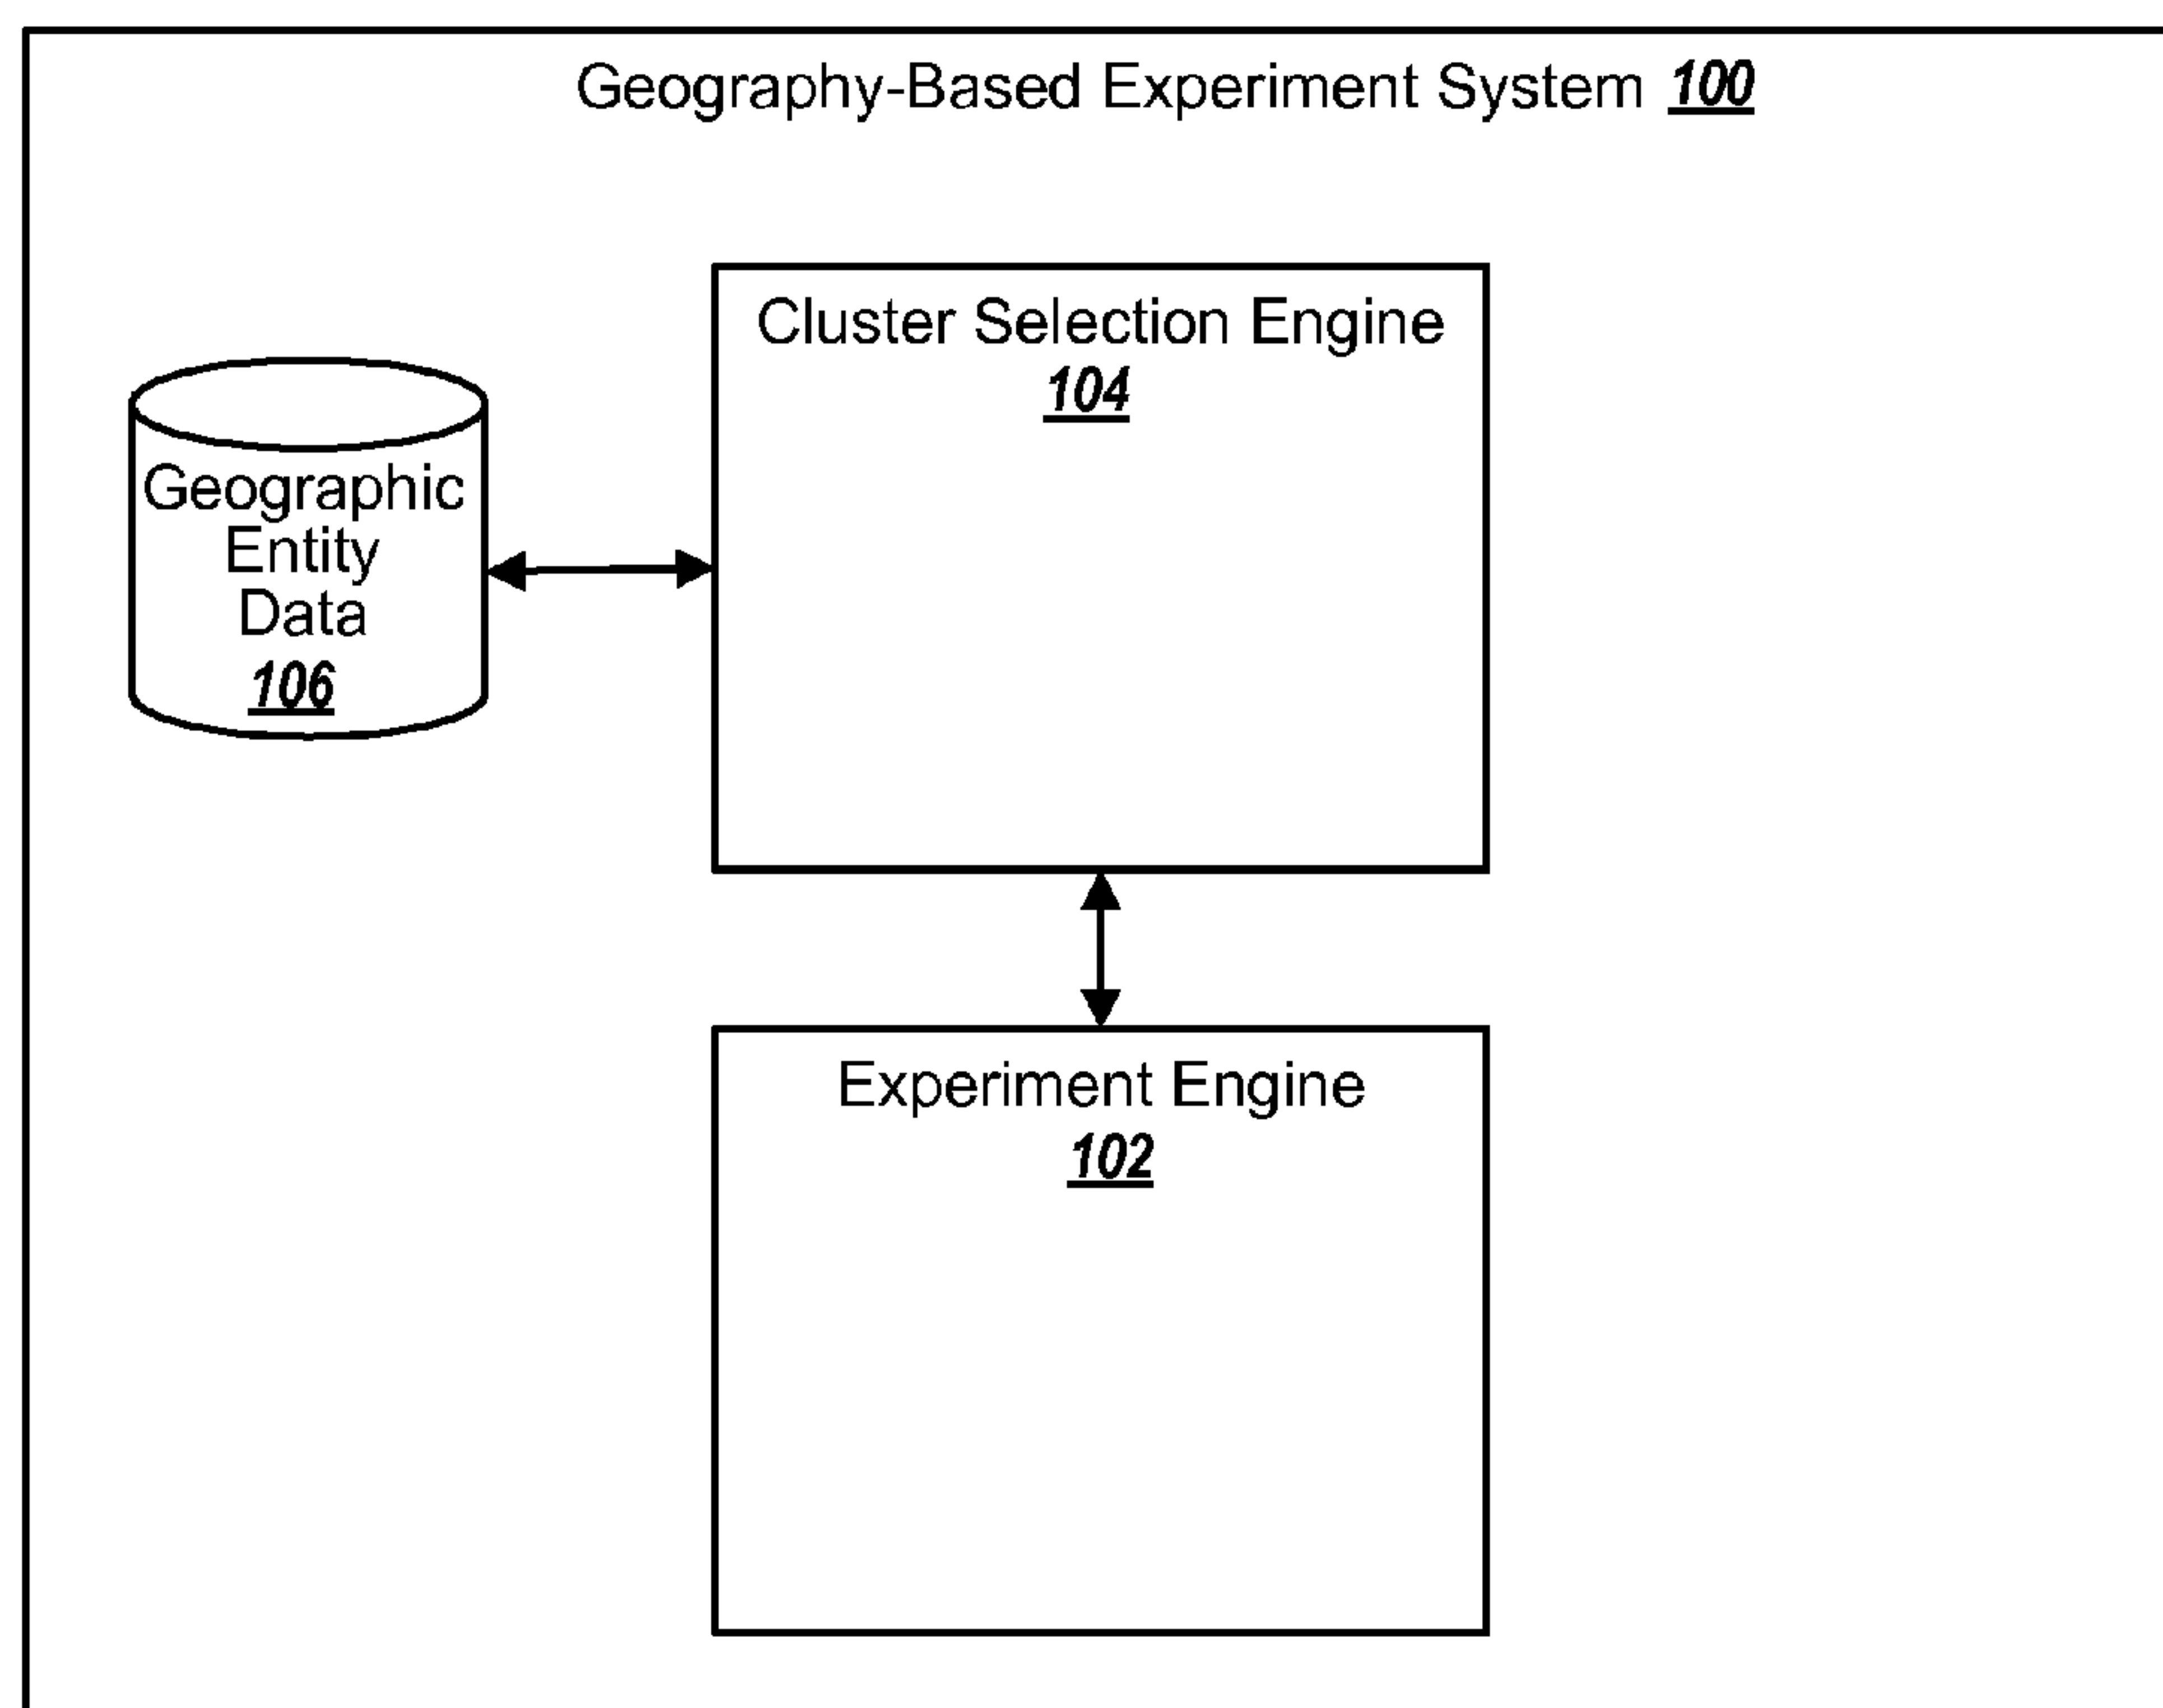 Geography-Based Experiment System 100
Cluster Selection Engine
104
Geographic
Entity
Data
106
Experiment Engine
102